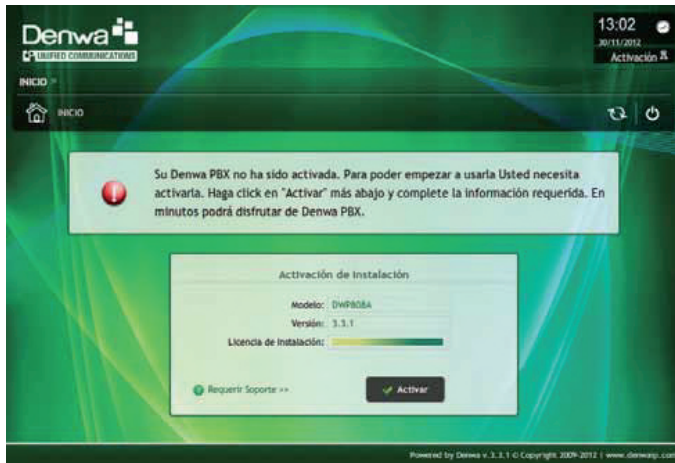 Denwa
UNIFIED COMMUNICATIONS
13:02
30/11/2012
Activación
INICIO »
INICIO
Su Denwa PBX no ha sido activada. Para poder empezar a usarla Usted necesita
activarla. Haga click en "Activar" más abajo y complete la información requerida. En
minutos podrá disfrutar de Denwa PBX.
Activación de Instalación
Modelo: DWP808A
Versión: 3.3.1
Licencia de Instalación:
Requerir Soporte >>
Activar
Powered by Denwa v.3.3.1 © Copyright 2009-2012 | www.denwaip.com